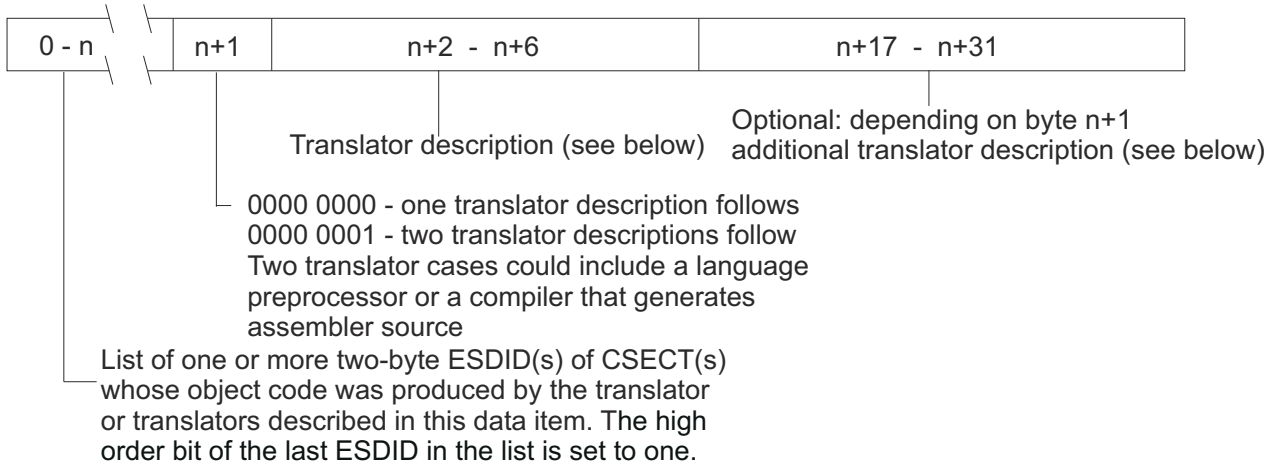 0 - n
n+1
n+2 - n+6
n+17 - n+31
Translator description (see below)
Optional: depending on byte n+1
additional translator description (see below)
0000 0000 - one translator description follows
0000 0001 - two translator descriptions follow
Two translator cases could include a language
preprocessor or a compiler that generates
assembler source
List of one or more two-byte ESDID(s) of CSECT(s)
whose object code was produced by the translator
or translators described in this data item. The high
order bit of the last ESDID in the list is set to one.